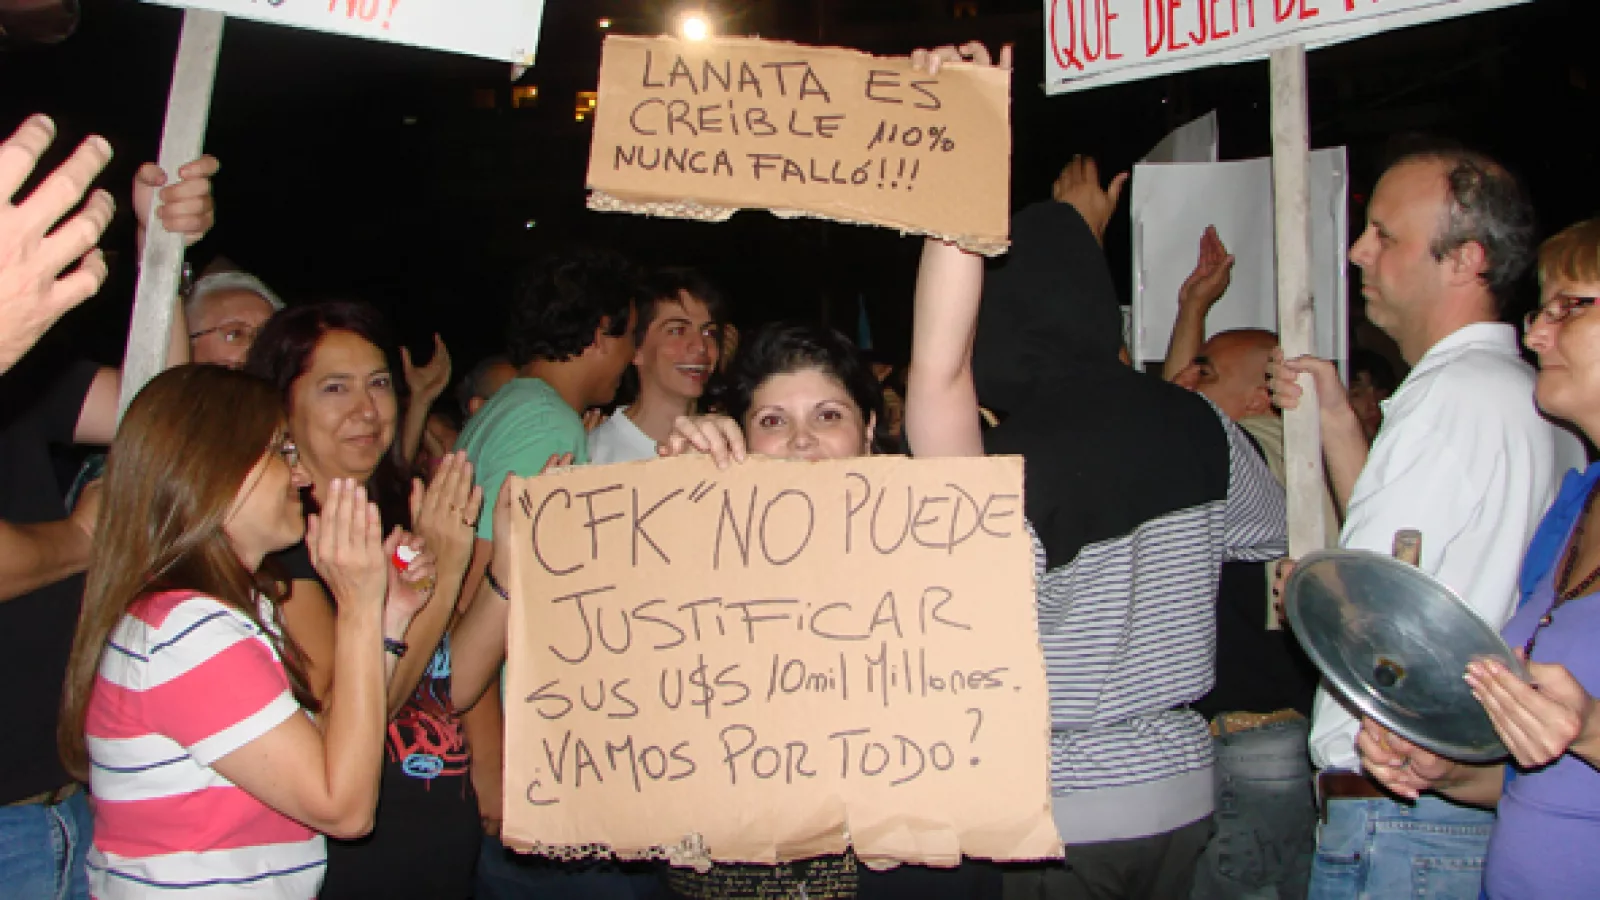 NO!
QUE DEJEN DE
LANATA ES
CREIBLE 110%
NUNCA FALLÓ!!!
"CFK" NO PUEDE
JUSTIFICAR
SUS U$S 10mil Millones.
¿VAMOS POR TODO?